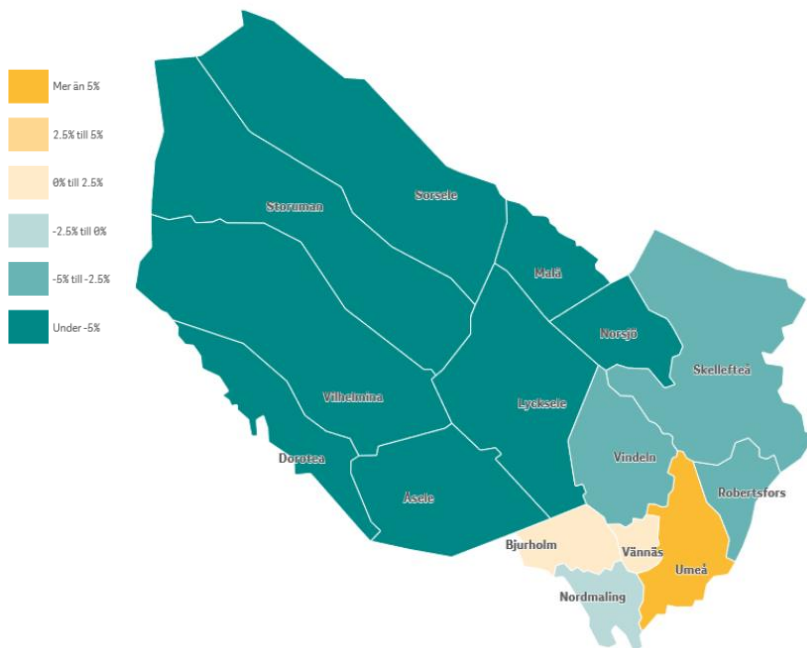 Mer än 5%
2.5% till 5%
0% till 2.5%
-2.5% till 0%
-5% till -2.5%
Under -5%
Sorsele
Storuman
Malå
Norsjö
Skellefteå
Vilhelmina
Lycksele
Dorotea
Vindeln
Åsele
Robertsfors
Bjurholm
Vännäs
Umeå
Nordmaling